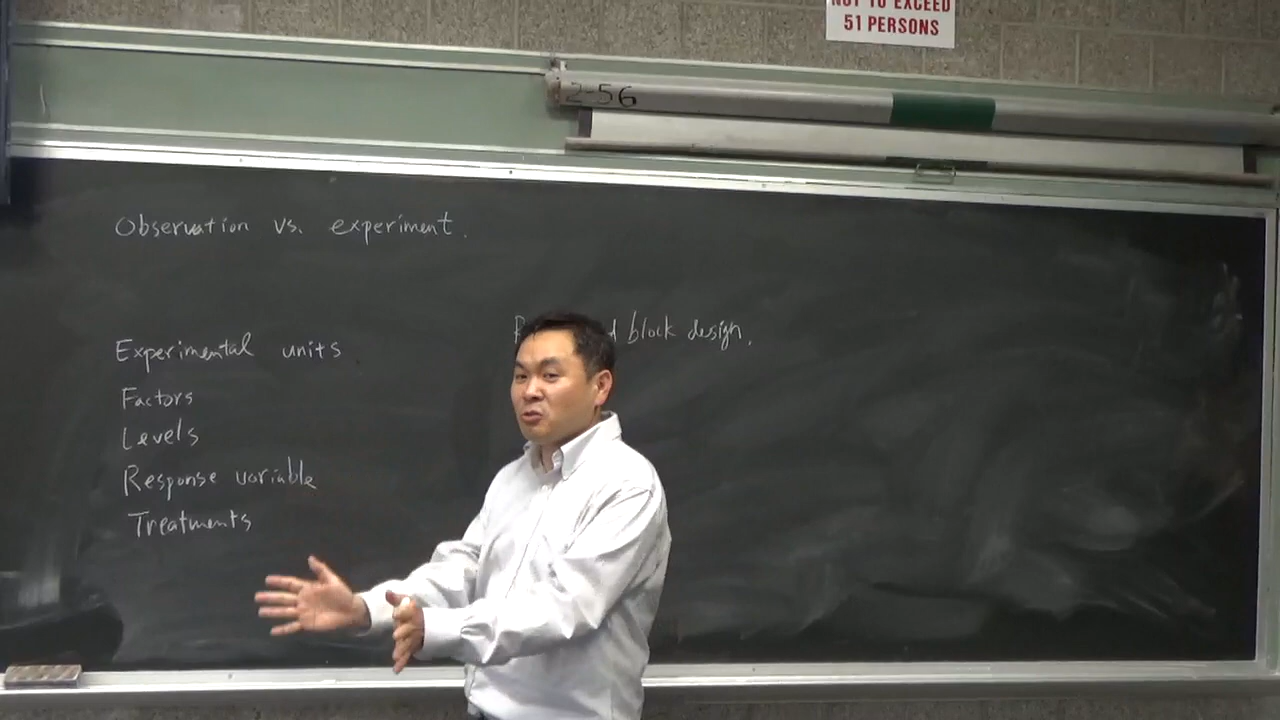 NOT TO EXCEED
51 PERSONS
2-56
Observation vs. experiment.
block design.
Experimental units
Factors
Levels
Response variable
Treatments